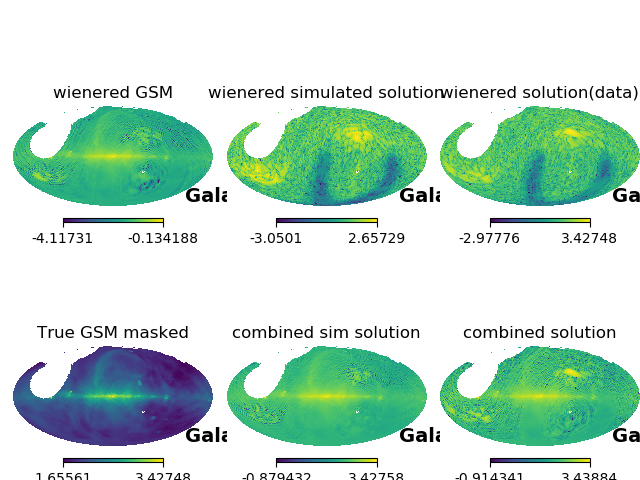 wienered GSM wienered simulated solution wienered solution(data)
Gala Gala Ga
-4.11731 -0.134188 -3.0501 2.65729 -2.97776 3.42748
True GSM masked combined sim solution combined solution
Gala Gala Ga
1.65561 3.42748 -0.879432 3.42758 -0.914341 3.43884